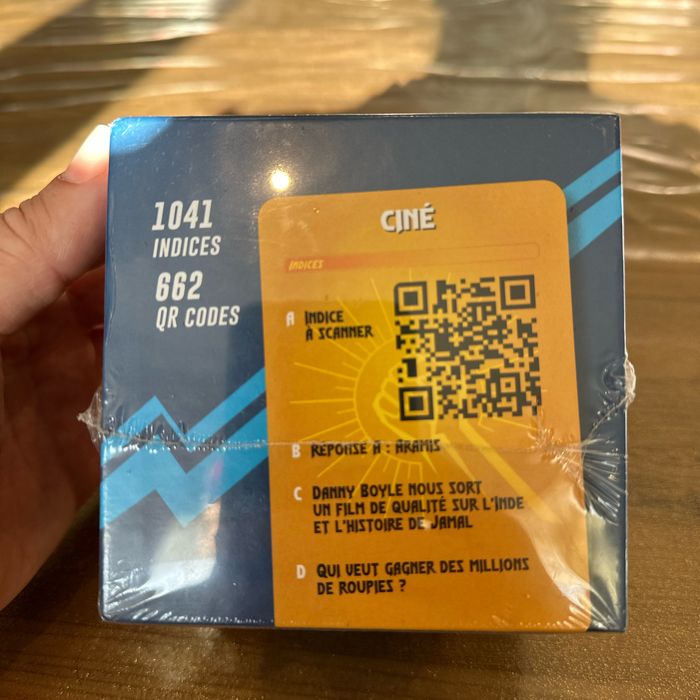 1041
INDICES
662
QR CODES
CINÉ
INDICES
A INDICE
À SCANNER
B RÉPONSE A : ARAMIS
C DANNY BOYLE NOUS SORT
UN FILM DE QUALITÉ SUR L'INDE
ET L'HISTOIRE DE JAMAL
D QUI VEUT GAGNER DES MILLIONS
DE ROUPIES ?